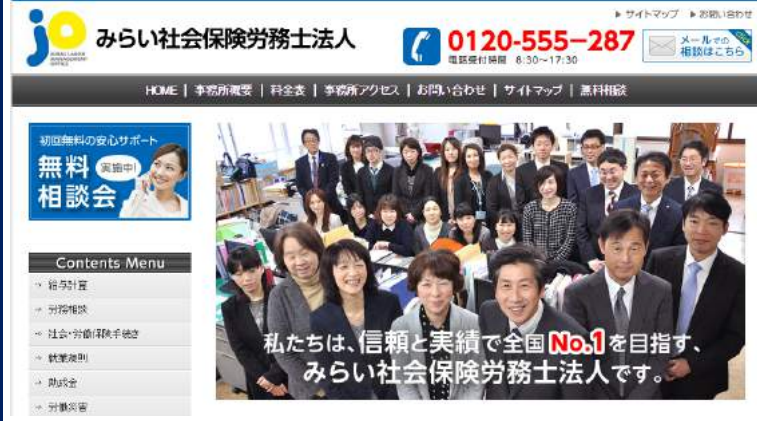 ▶ サイトマップ ▶ お問い合わせ
jo
みらい社会保険労務士法人
0120-555-287
電話受付時間 8:30~17:30
メールでの
相談はこちら
HOME | 事務所概要 | 料金表 | 事務所アクセス | お問い合わせ | サイトマップ | 無料相談
初回無料の安心サポート
無料
実施中!
相談会
Contents Menu
給与計算
労務相談
社会・労働保険手続き
就業規則
助成金
労働災害
私たちは、信頼と実績で全国No.1を目指す、
みらい社会保険労務士法人です。